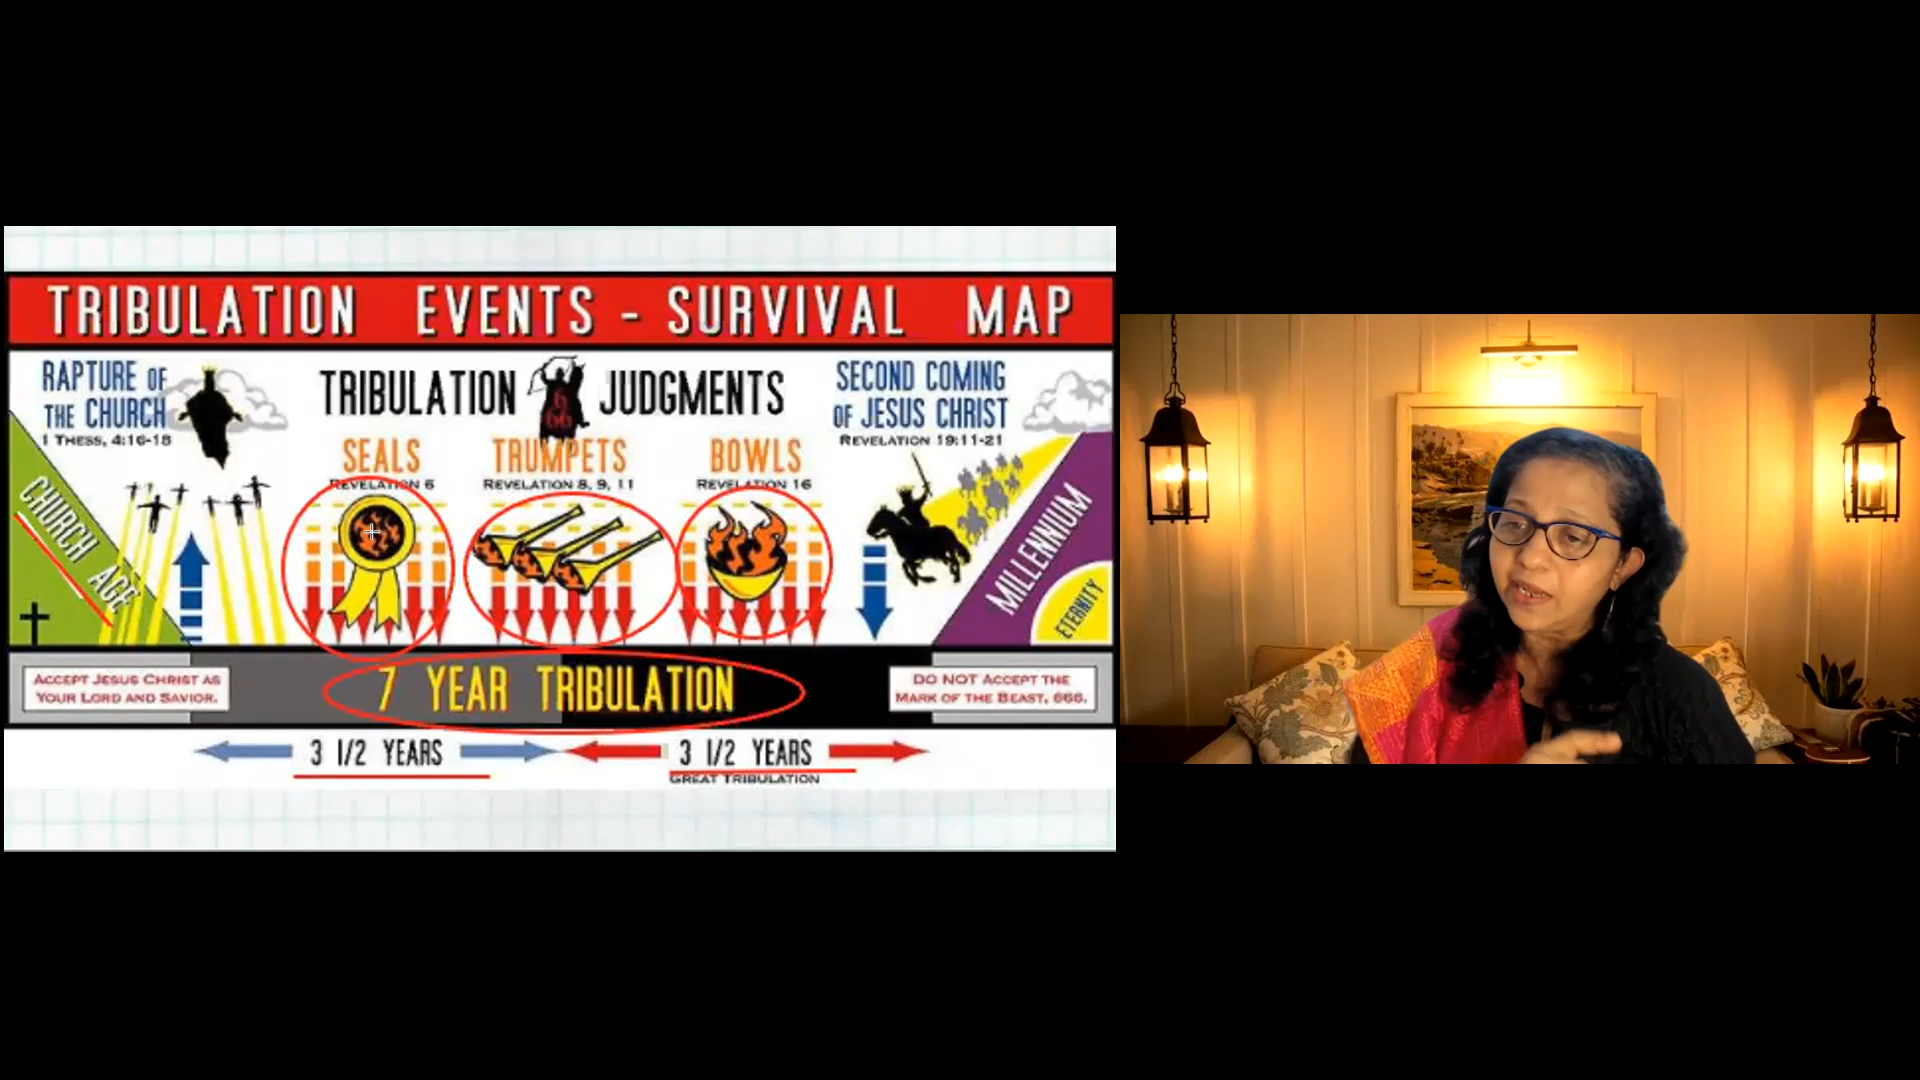 TRIBULATION EVENTS - SURVIVAL MAP
RAPTURE OF
THE CHURCH
1 THESS, 4:16-18
TRIBULATION JUDGMENTS
666
SECOND COMING
OF JESUS CHRIST
REVELATION 19:11-21
SEALS
REVELATION 6
TRUMPETS
REVELATION 8, 9, 11
BOWLS
REVELATION 16
CHURCH AGE
MILLENNIUM
ETERNITY
ACCEPT JESUS CHRIST AS
YOUR LORD AND SAVIOR.
7 YEAR TRIBULATION
DO NOT ACCEPT THE
MARK OF THE BEAST, 666.
3 1/2 YEARS
3 1/2 YEARS
GREAT TRIBULATION